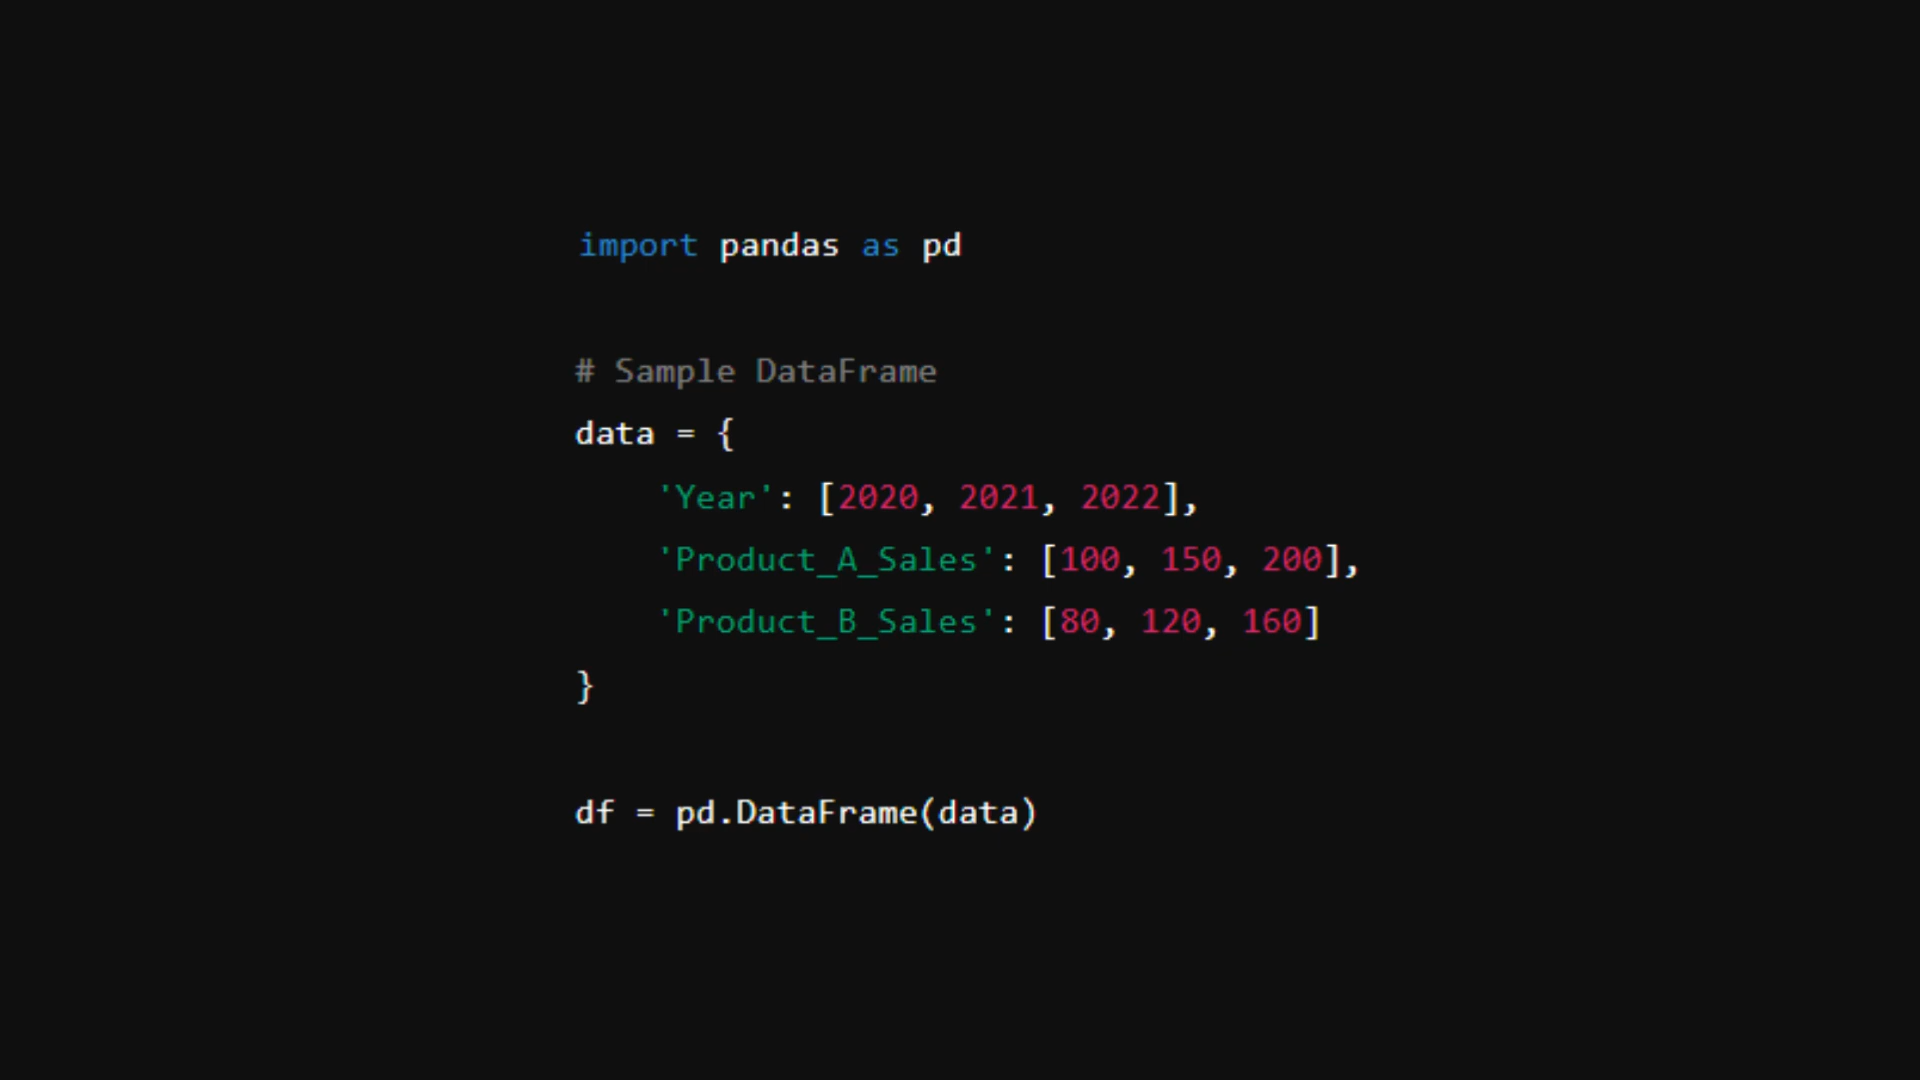 import pandas as pd
# Sample DataFrame
data = {
    'Year': [2020, 2021, 2022],
    'Product_A_Sales': [100, 150, 200],
    'Product_B_Sales': [80, 120, 160]
}
df = pd.DataFrame(data)